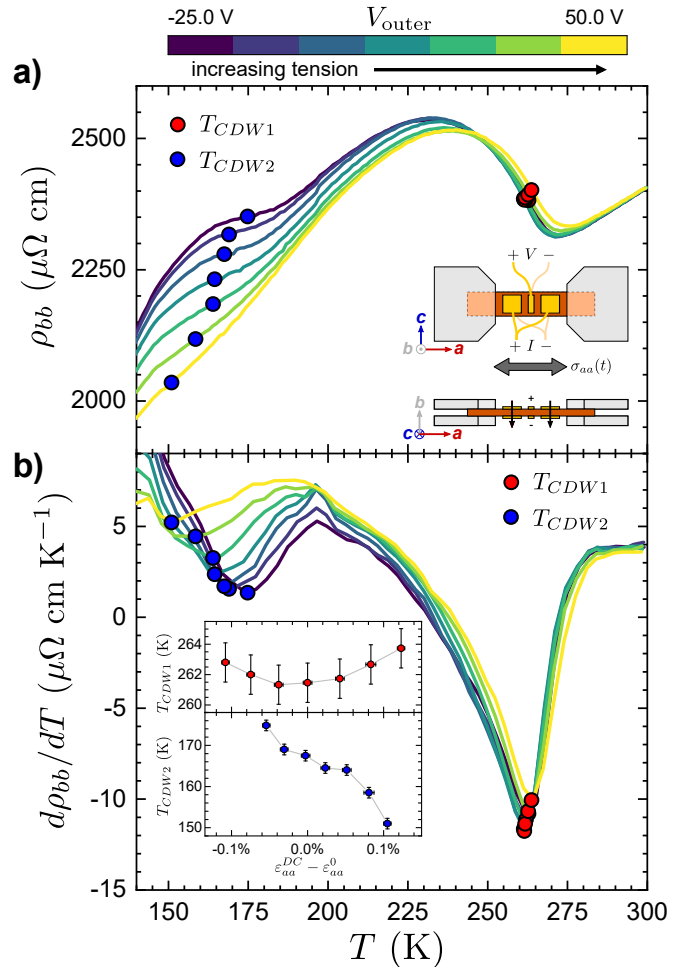 -25.0 V V_outer 50.0 V
increasing tension
a)
T_CDW1
T_CDW2
2500
2250
2000
ρ_bb (μΩ cm)
+ V −
+ I −
σ_aa(t)
c
b
a
b
+
-
c
a
b)
T_CDW1
T_CDW2
5
0
-5
-10
-15
dρ_bb/dT (μΩ cm K⁻¹)
264
262
260
T_CDW1 (K)
170
160
150
T_CDW2 (K)
-0.1% 0.0% 0.1%
ε_aa^DC − ε_aa^0
150 175 200 225 250 275 300
T (K)